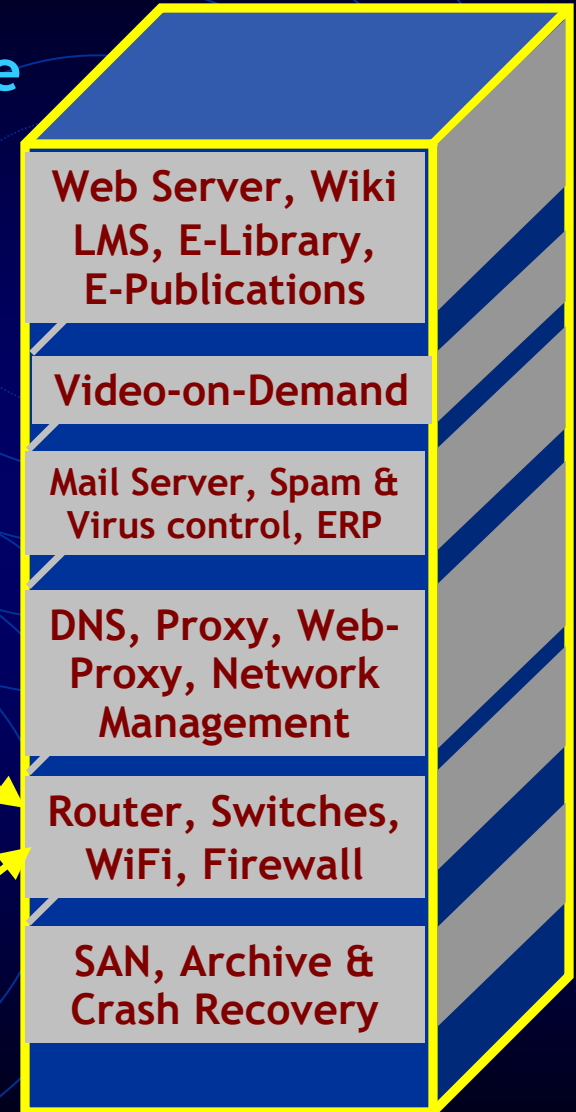 e
Web Server, Wiki
LMS, E-Library,
E-Publications
Video-on-Demand
Mail Server, Spam &
Virus control, ERP
DNS, Proxy, Web-
Proxy, Network
Management
Router, Switches,
WiFi, Firewall
SAN, Archive &
Crash Recovery